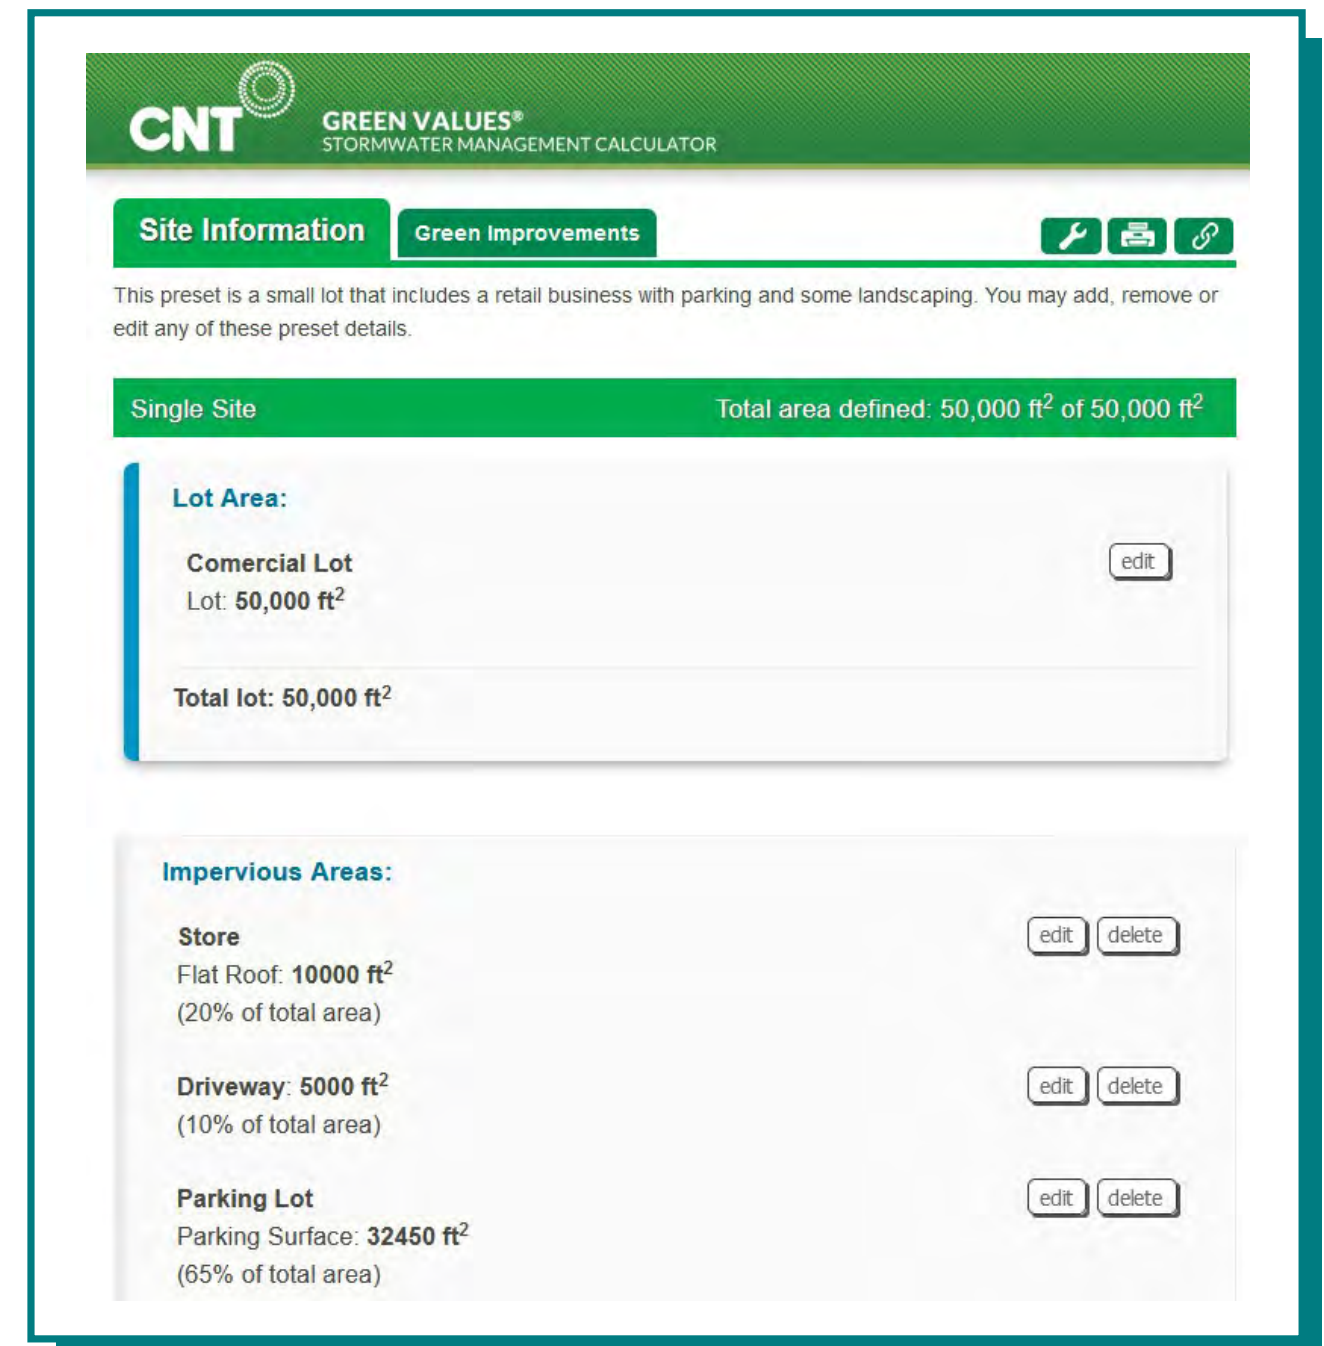 CNT
GREEN VALUES®
STORMWATER MANAGEMENT CALCULATOR
Site Information
Green Improvements
This preset is a small lot that includes a retail business with parking and some landscaping. You may add, remove or
edit any of these preset details.
Single Site Total area defined: 50,000 ft² of 50,000 ft²
Lot Area:
Comercial Lot edit
Lot: 50,000 ft²
Total lot: 50,000 ft²
Impervious Areas:
Store edit delete
Flat Roof: 10000 ft²
(20% of total area)
Driveway: 5000 ft² edit delete
(10% of total area)
Parking Lot edit delete
Parking Surface: 32450 ft²
(65% of total area)